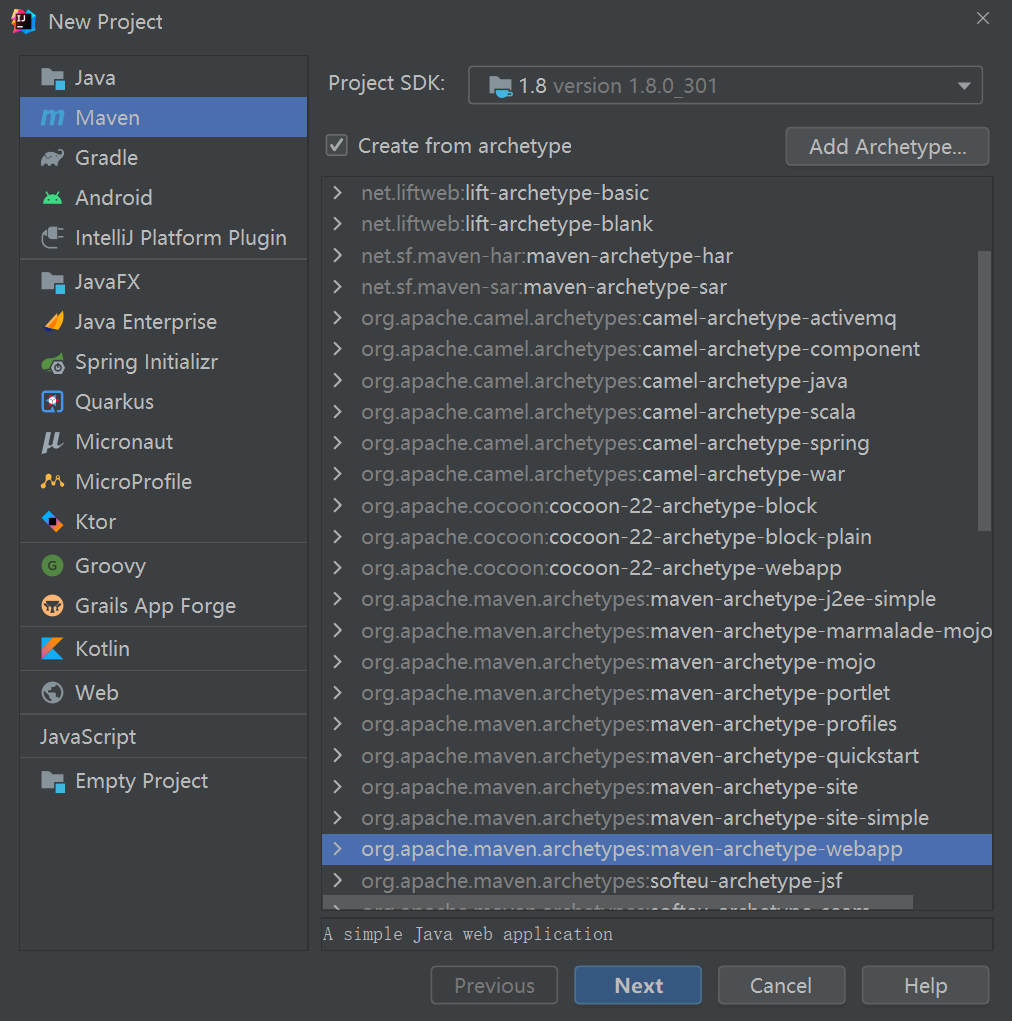 New Project
Java
Maven
Gradle
Android
IntelliJ Platform Plugin
JavaFX
Java Enterprise
Spring Initializr
Quarkus
Micronaut
MicroProfile
Ktor
Groovy
Grails App Forge
Kotlin
Web
JavaScript
Empty Project
Project SDK:
1.8 version 1.8.0_301
Create from archetype
Add Archetype...
net.liftweb:lift-archetype-basic
net.liftweb:lift-archetype-blank
net.sf.maven-har:maven-archetype-har
net.sf.maven-sar:maven-archetype-sar
org.apache.camel.archetypes:camel-archetype-activemq
org.apache.camel.archetypes:camel-archetype-component
org.apache.camel.archetypes:camel-archetype-java
org.apache.camel.archetypes:camel-archetype-scala
org.apache.camel.archetypes:camel-archetype-spring
org.apache.camel.archetypes:camel-archetype-war
org.apache.cocoon:cocoon-22-archetype-block
org.apache.cocoon:cocoon-22-archetype-block-plain
org.apache.cocoon:cocoon-22-archetype-webapp
org.apache.maven.archetypes:maven-archetype-j2ee-simple
org.apache.maven.archetypes:maven-archetype-marmalade-mojo
org.apache.maven.archetypes:maven-archetype-mojo
org.apache.maven.archetypes:maven-archetype-portlet
org.apache.maven.archetypes:maven-archetype-profiles
org.apache.maven.archetypes:maven-archetype-quickstart
org.apache.maven.archetypes:maven-archetype-site
org.apache.maven.archetypes:maven-archetype-site-simple
org.apache.maven.archetypes:maven-archetype-webapp
org.apache.maven.archetypes:softeu-archetype-jsf
A simple Java web application
Previous
Next
Cancel
Help